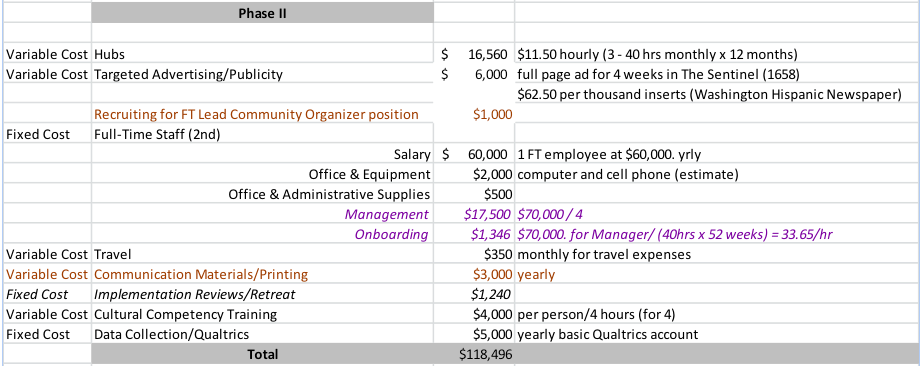 Phase II
Variable Cost Hubs $ 16,560 $11.50 hourly (3 - 40 hrs monthly x 12 months)
Variable Cost Targeted Advertising/Publicity $ 6,000 full page ad for 4 weeks in The Sentinel (1658)
$62.50 per thousand inserts (Washington Hispanic Newspaper)
Recruiting for FT Lead Community Organizer position $1,000
Fixed Cost Full-Time Staff (2nd)
Salary $ 60,000 1 FT employee at $60,000. yrly
Office & Equipment $2,000 computer and cell phone (estimate)
Office & Administrative Supplies $500
Management $17,500 $70,000 / 4
Onboarding $1,346 $70,000. for Manager/ (40hrs x 52 weeks) = 33.65/hr
Variable Cost Travel $350 monthly for travel expenses
Variable Cost Communication Materials/Printing $3,000 yearly
Fixed Cost Implementation Reviews/Retreat $1,240
Variable Cost Cultural Competency Training $4,000 per person/4 hours (for 4)
Fixed Cost Data Collection/Qualtrics $5,000 yearly basic Qualtrics account
Total $118,496